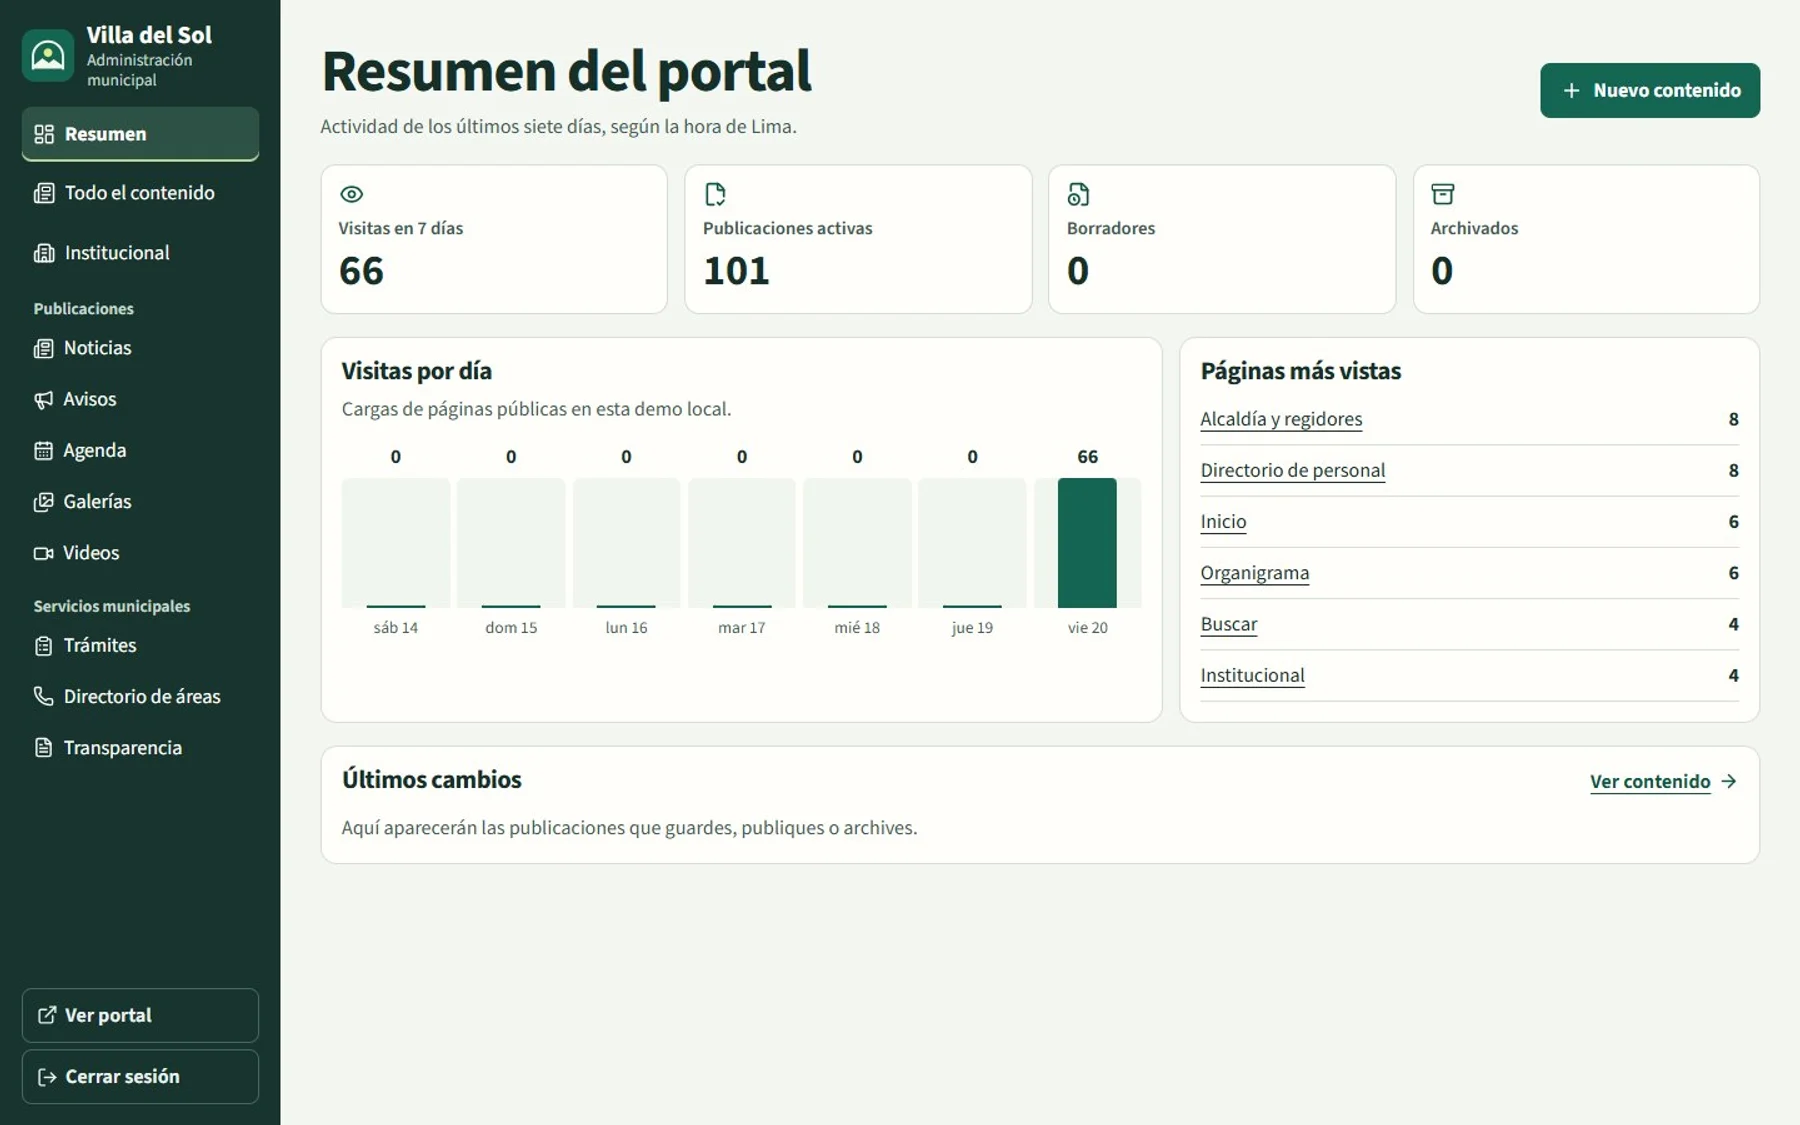 Villa del Sol
Administración
municipal
Resumen
Todo el contenido
Institucional
Publicaciones
Noticias
Avisos
Agenda
Galerías
Videos
Servicios municipales
Trámites
Directorio de áreas
Transparencia
Ver portal
Cerrar sesión
Resumen del portal
Actividad de los últimos siete días, según la hora de Lima.
+ Nuevo contenido
Visitas en 7 días
66
Publicaciones activas
101
Borradores
0
Archivados
0
Visitas por día
Cargas de páginas públicas en esta demo local.
0 0 0 0 0 0 66
sáb 14 dom 15 lun 16 mar 17 mié 18 jue 19 vie 20
Páginas más vistas
Alcaldía y regidores 8
Directorio de personal 8
Inicio 6
Organigrama 6
Buscar 4
Institucional 4
Últimos cambios
Ver contenido →
Aquí aparecerán las publicaciones que guardes, publiques o archives.